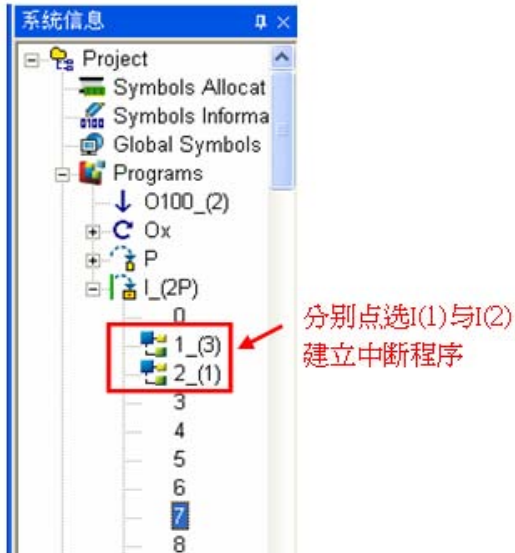 系统信息
Project
Symbols Allocat
Symbols Informa
Global Symbols
Programs
O100_(2)
Ox
P
I_(2P)
0
1_(3)
2_(1)
3
4
5
6
7
8
分别点选I(1)与I(2)
建立中断程序